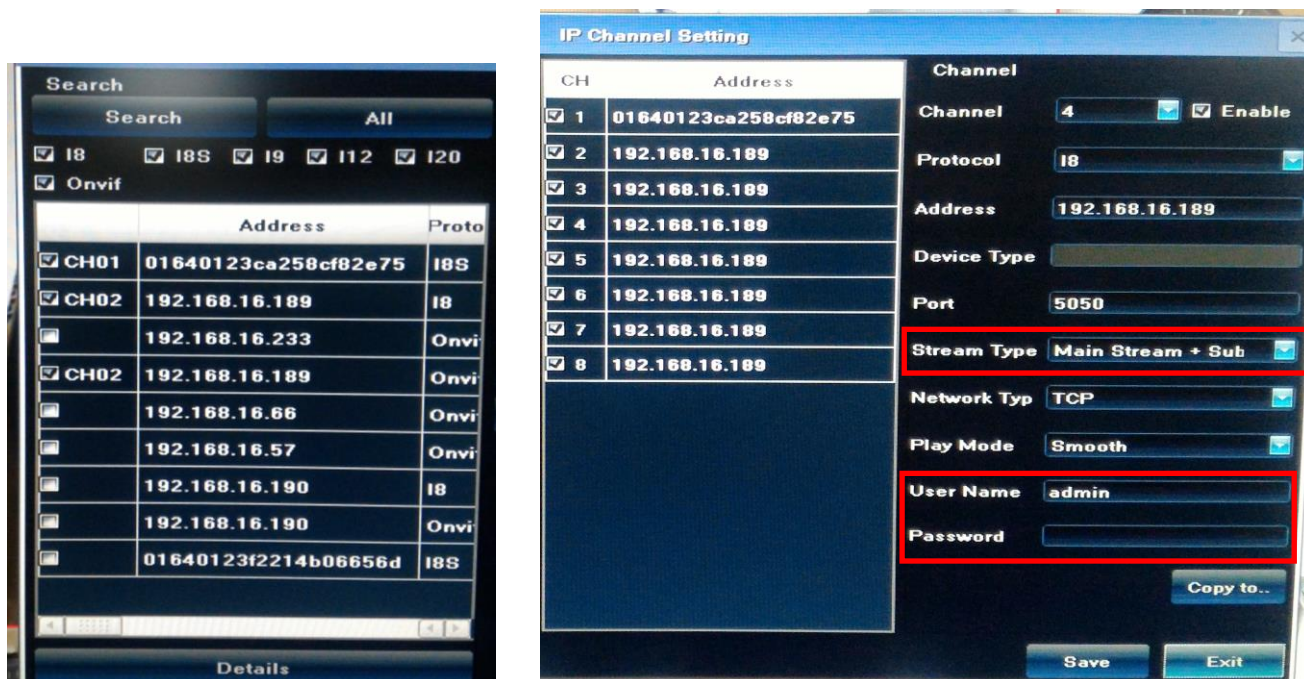 Search
Search All
I8 I8S I9 I12 I20
Onvif
Address Proto
CH01 01640123ca258cf82e75 I8S
CH02 192.168.16.189 I8
192.168.16.233 Onvi
CH02 192.168.16.189 Onvi
192.168.16.66 Onvi
192.168.16.57 Onvi
192.168.16.190 I8
192.168.16.190 Onvi
01640123f2214b06656d I8S
Details
IP Channel Setting
CH Address
1 01640123ca258cf82e75
2 192.168.16.189
3 192.168.16.189
4 192.168.16.189
5 192.168.16.189
6 192.168.16.189
7 192.168.16.189
8 192.168.16.189
Channel
Channel 4 Enable
Protocol I8
Address 192.168.16.189
Device Type
Port 5050
Stream Type Main Stream + Sub
Network Typ TCP
Play Mode Smooth
User Name admin
Password
Copy to..
Save Exit